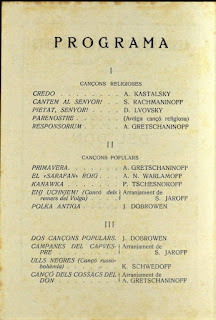 PROGRAMA
I
CANÇONS RELIGIOSES
CREDO - - - - A. KASTALSKY
CANTEM AL SENYOR! - - S. RACHMANINOFF
PIETAT, SENYOR! - - D. LVOVSKY
PARENOSTRE - - - (Antiga cançó religiosa)
RESPONSORIUM - - - A. GRETSCHANINOFF
II
CANÇONS POPULARS
PRIMAVERA - - - A. GRETSCHANINOFF
EL «SARAFAN» ROIG - - A. N. WARLAMOFF
KANAWKA - - - P. TSCHESNOKOFF
EH! UCHNJEM! (Cançó dels remers del Volga) Arranjament de
S. JAROFF
POLKA ANTIGA - - J. DOBROWEN
III
DOS CANÇONS POPULARS. J. DOBROWEN
CAMPANES DEL CAPVESPRE - - - Arranjament de
S. JAROFF
ULLS NEGRES (Cançó russo-bohèmia) - - - K. SCHWEDOFF
CANÇÓ DELS COSSACS DEL DON - - - Arranjament de
A. GRETSCHANINOFF